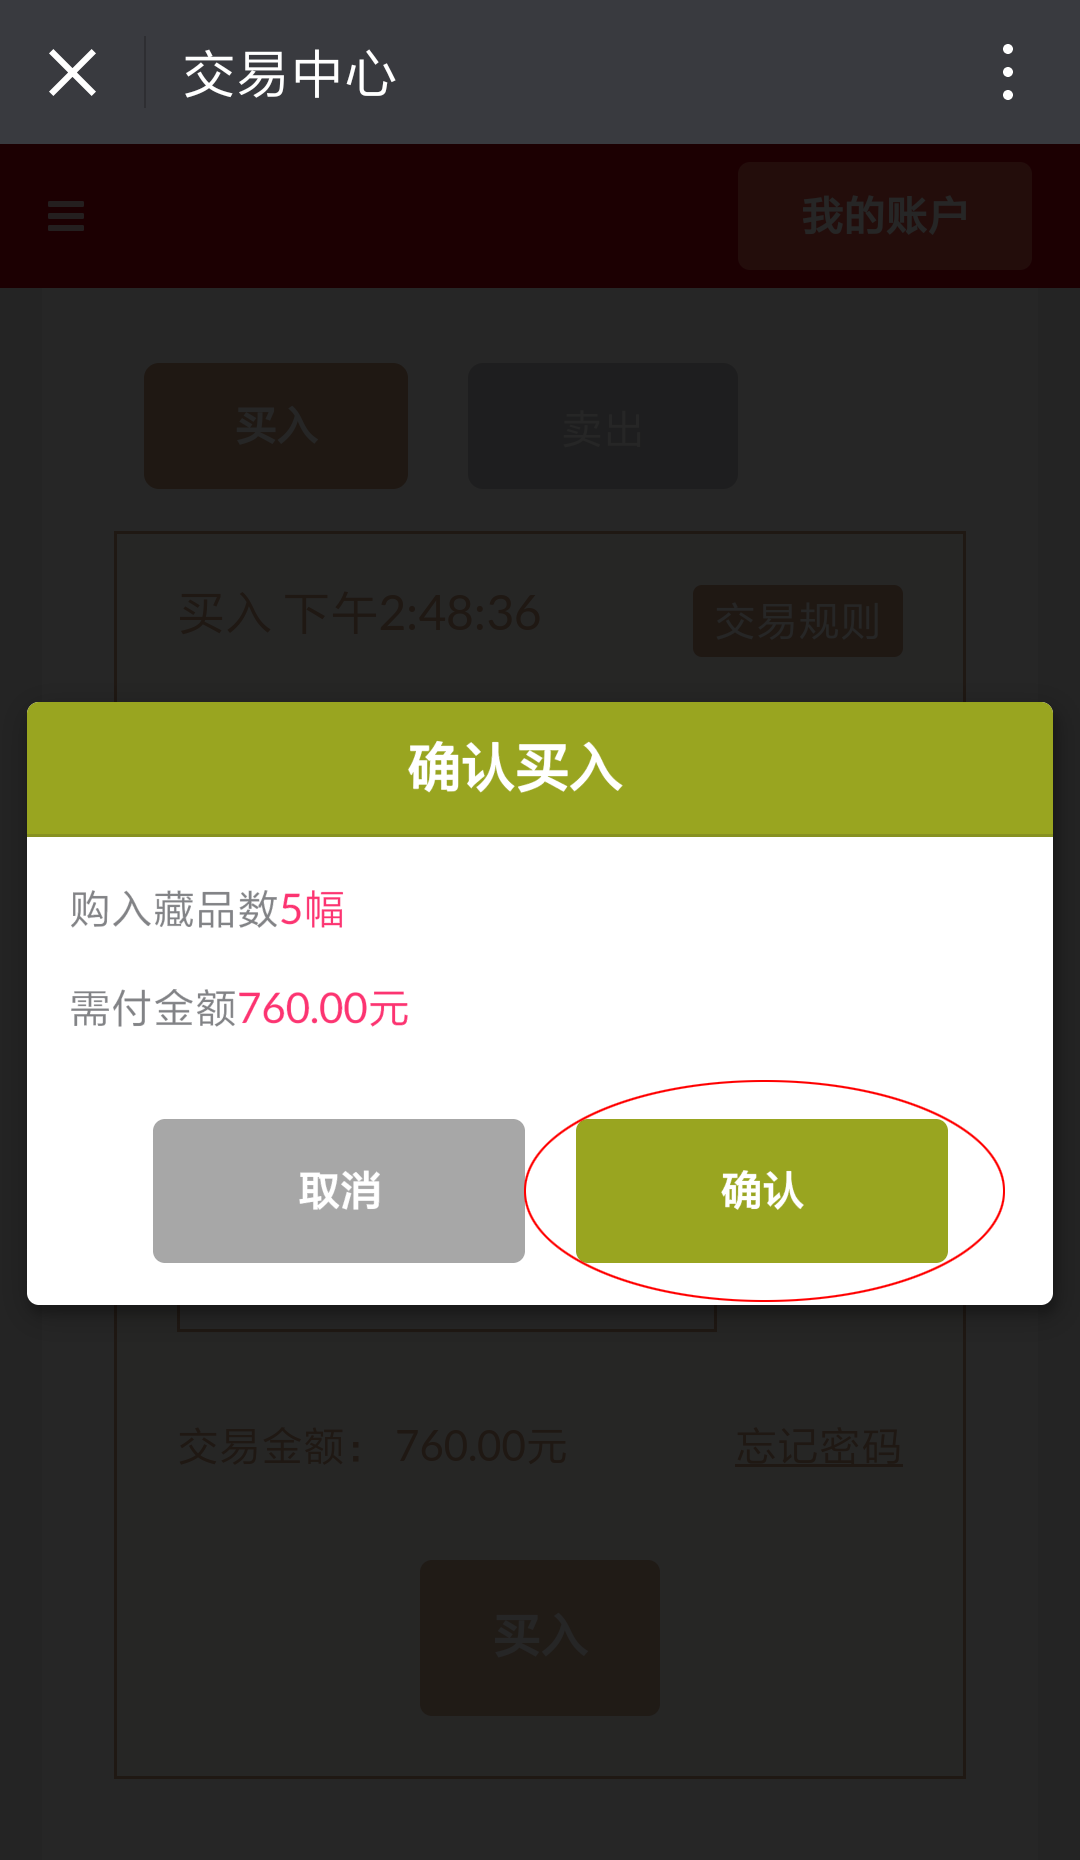 交易中心
我的账户
买入 卖出
买入 下午2:48:36 交易规则
确认买入
购入藏品数5幅
需付金额760.00元
取消 确认
交易金额： 760.00元 忘记密码
买入